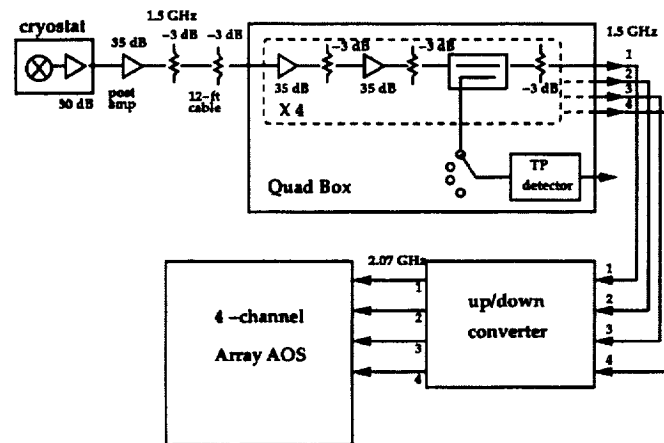 1.5 GHz
cryostat
35 dB
−3 dB
−3 dB
30 dB
post
amp
12−ft
cable
−3 dB
−3 dB
35 dB
35 dB
−3 dB
X 4
Quad Box
TP
detector
1.5 GHz
1
2
3
4
2.07 GHz
4 −channel
Array AOS
1
2
3
4
up/down
converter
1
2
3
4